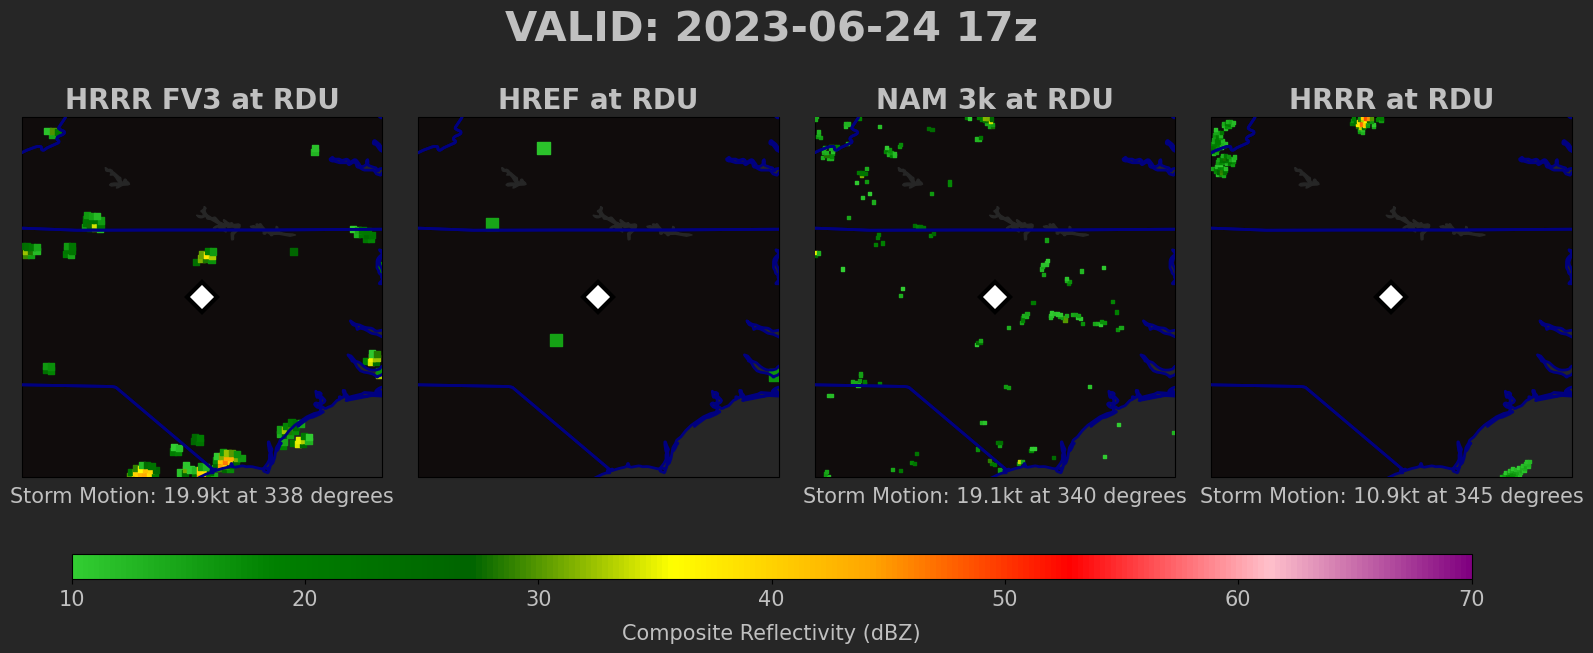 VALID: 2023-06-24 17z
HRRR FV3 at RDU
HREF at RDU
NAM 3k at RDU
HRRR at RDU
Storm Motion: 19.9kt at 338 degrees
Storm Motion: 19.1kt at 340 degrees
Storm Motion: 10.9kt at 345 degrees
10 20 30 40 50 60 70
Composite Reflectivity (dBZ)